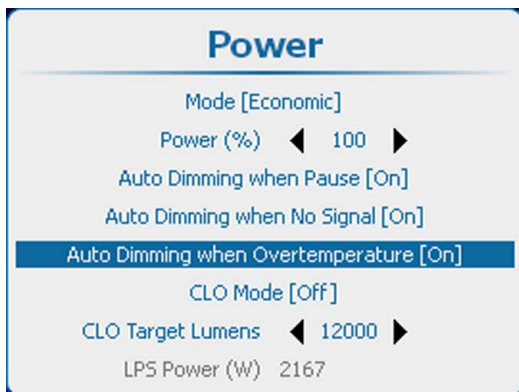 Power
Mode [Economic]
Power (%) 100
Auto Dimming when Pause [On]
Auto Dimming when No Signal [On]
Auto Dimming when Overtemperature [On]
CLO Mode [Off]
CLO Target Lumens 12000
LPS Power (W) 2167